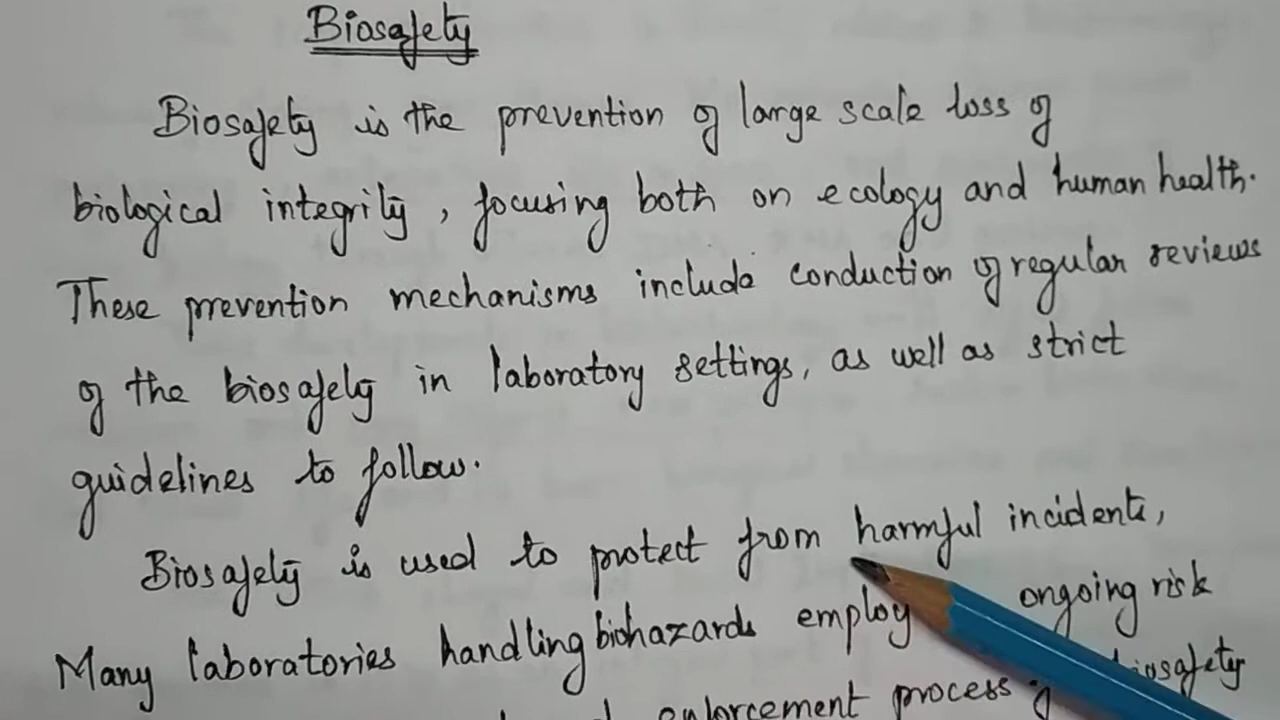 Biosafety
Biosafety is the prevention of large scale loss of
biological integrity, focusing both on ecology and human health.
These prevention mechanisms include conduction of regular reviews
of the biosafety in laboratory settings, as well as strict
guidelines to follow.
Biosafety is used to protect from harmful incidents,
Many laboratories handling biohazards employ ongoing risk
enforcement process biosafety